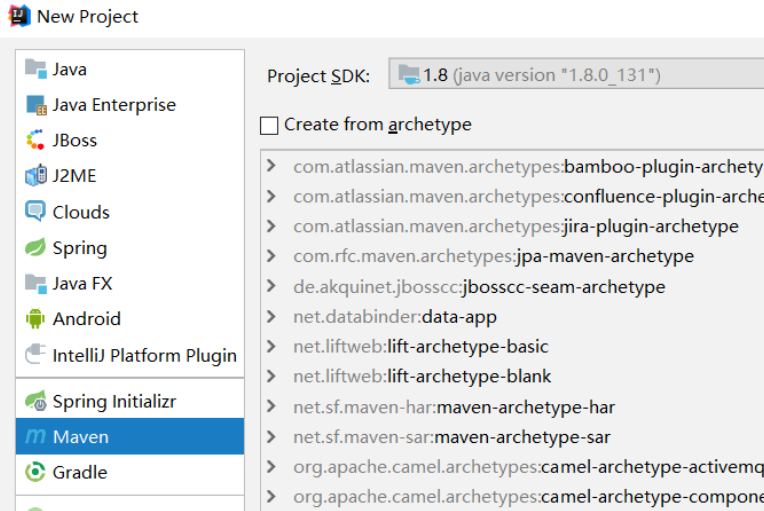 New Project
Java
Java Enterprise
JBoss
J2ME
Clouds
Spring
Java FX
Android
IntelliJ Platform Plugin
Spring Initializr
Maven
Gradle
Project SDK: 1.8 (java version "1.8.0_131")
Create from archetype
com.atlassian.maven.archetypes:bamboo-plugin-archety
com.atlassian.maven.archetypes:confluence-plugin-arche
com.atlassian.maven.archetypes:jira-plugin-archetype
com.rfc.maven.archetypes:jpa-maven-archetype
de.akquinet.jbosscc:jbosscc-seam-archetype
net.databinder:data-app
net.liftweb:lift-archetype-basic
net.liftweb:lift-archetype-blank
net.sf.maven-har:maven-archetype-har
net.sf.maven-sar:maven-archetype-sar
org.apache.camel.archetypes:camel-archetype-activemq
org.apache.camel.archetypes:camel-archetype-compone